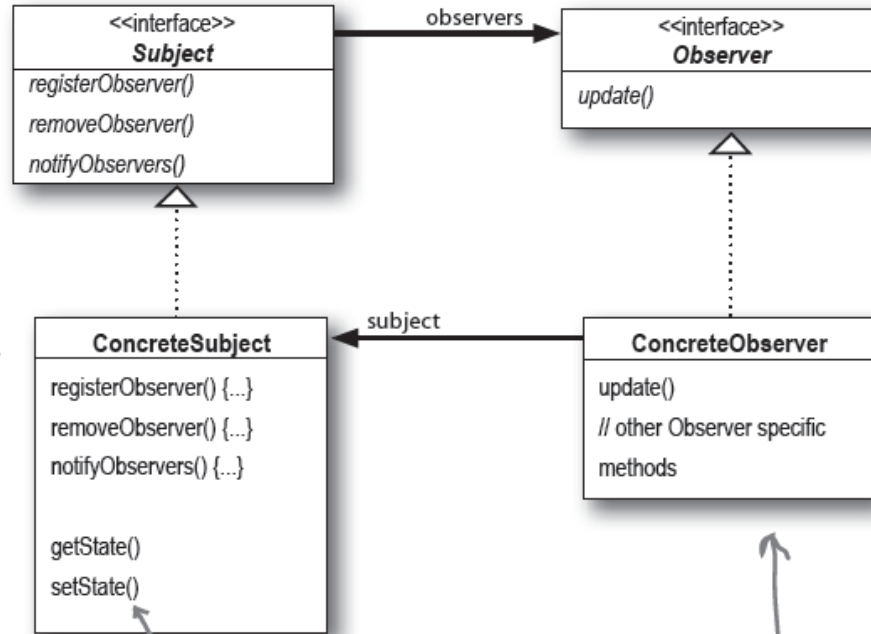 <<interface>>
Subject
registerObserver()
removeObserver()
notifyObservers()
observers
<<interface>>
Observer
update()
subject
ConcreteSubject
registerObserver() {...}
removeObserver() {...}
notifyObservers() {...}
getState()
setState()
ConcreteObserver
update()
// other Observer specific
methods